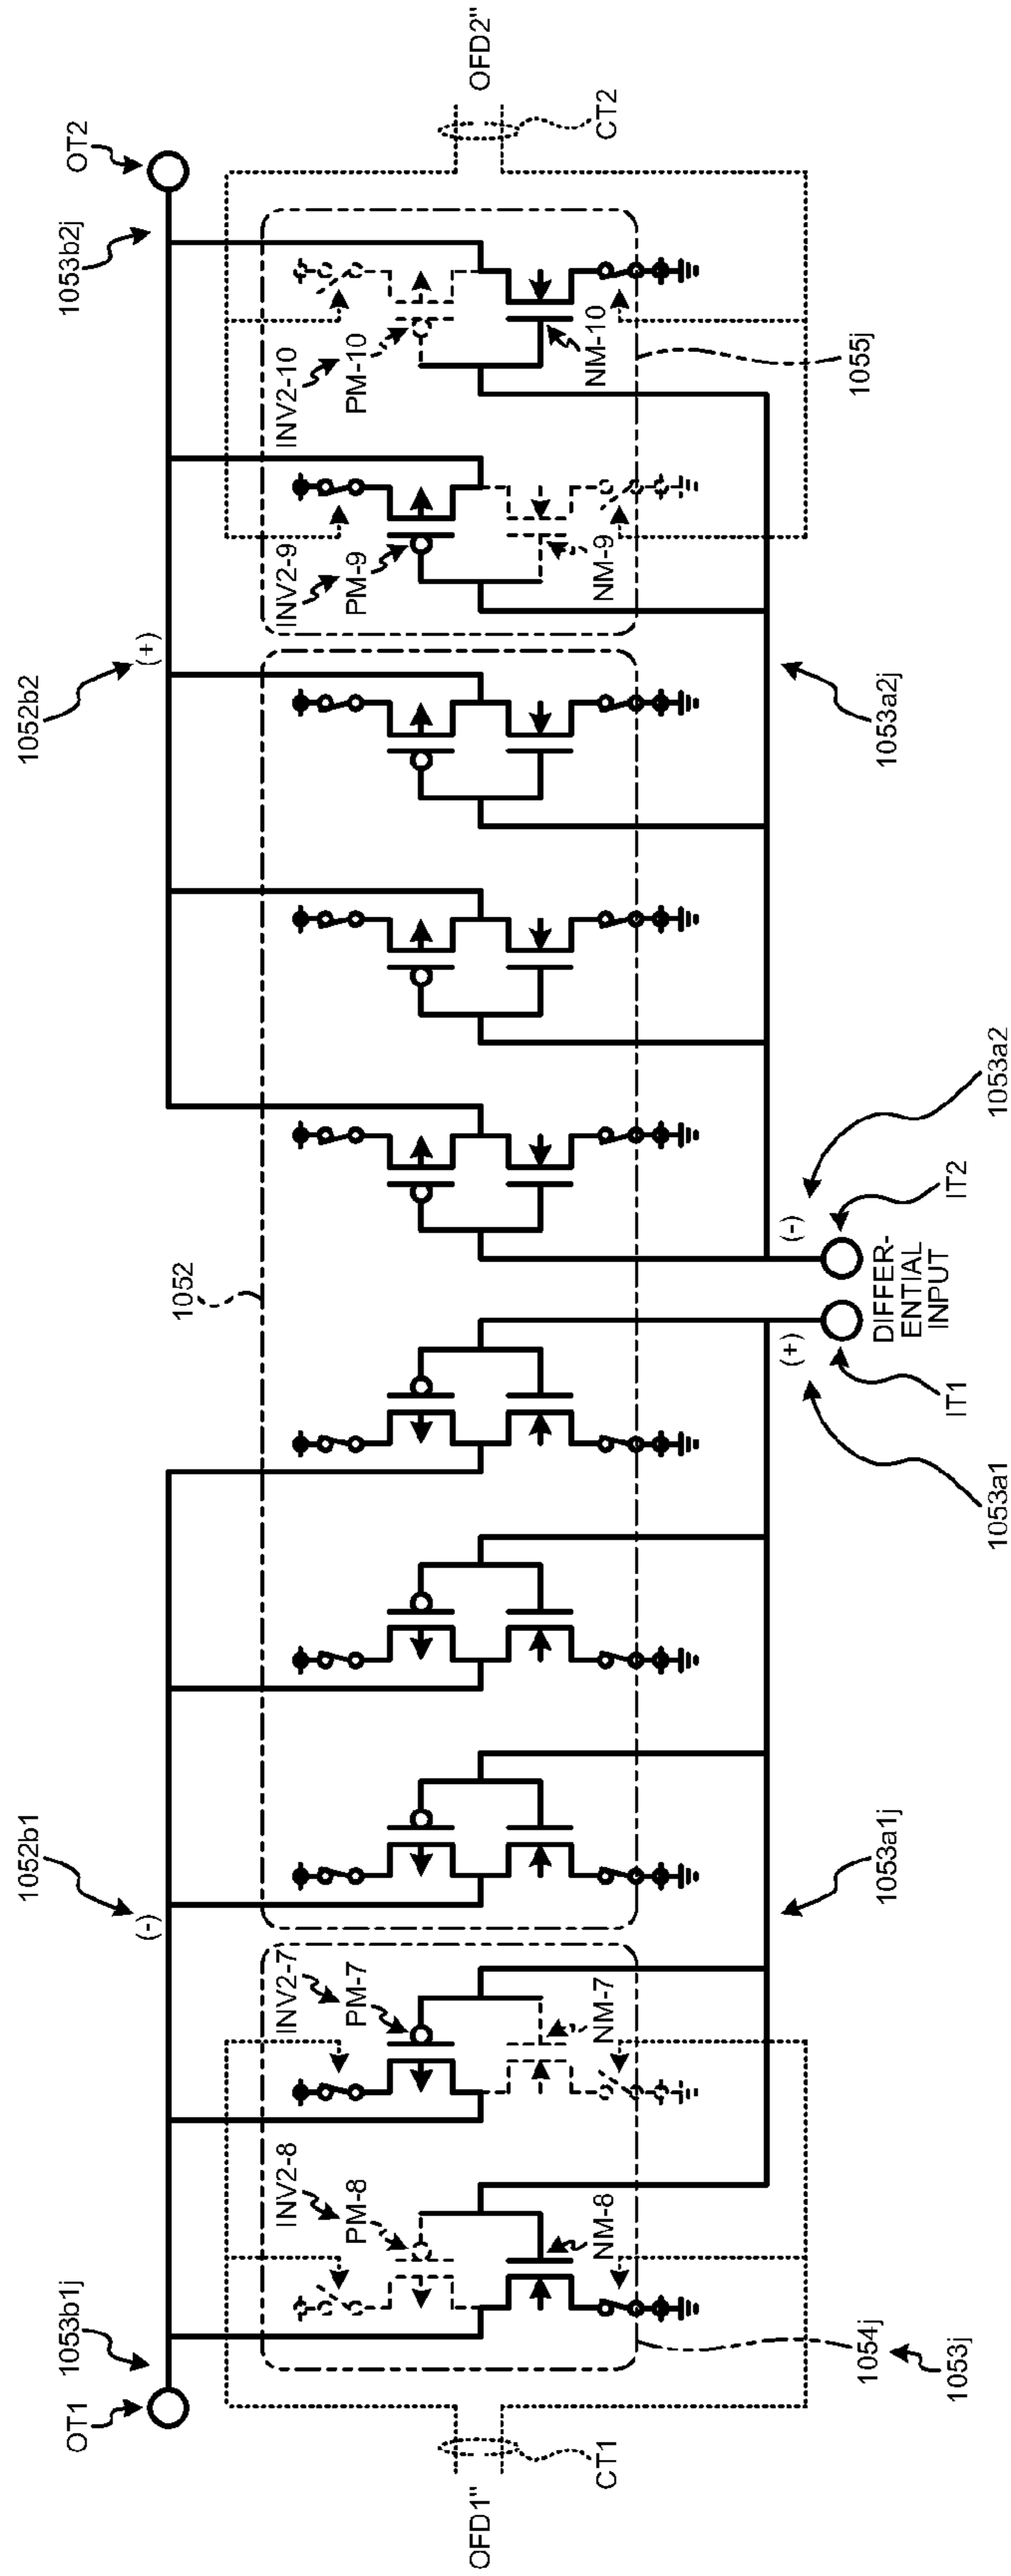 OT1
1053b1j
(-)
1052b1
1052
1052b2
(+)
1053b2j
OT2
OFD1"
CT1
INV2-8
PM-8
NM-8
INV2-7
PM-7
NM-7
INV2-9
PM-9
NM-9
INV2-10
PM-10
NM-10
OFD2"
CT2
1054j
1053j
1053a1j
1053a1
(+)
IT1
DIFFER-
ENTIAL
INPUT
(-)
IT2
1053a2
1053a2j
1055j